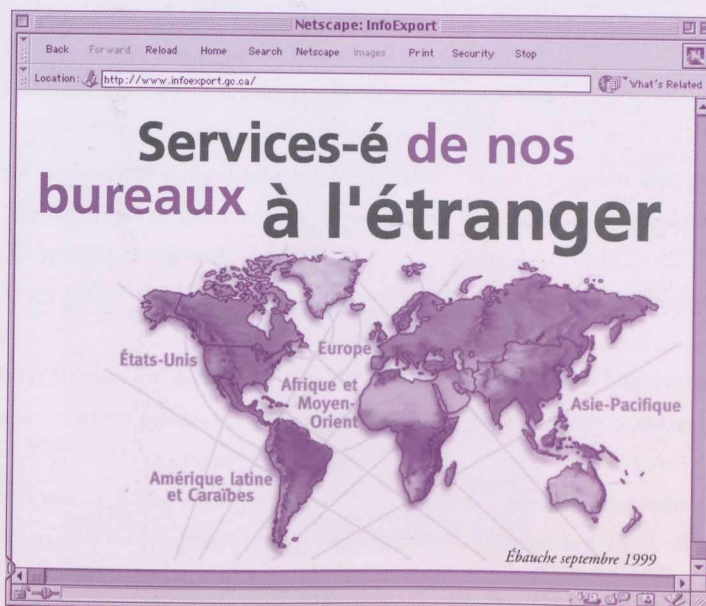 Netscape: InfoExport
Back Forward Reload Home Search Netscape Images Print Security Stop
N
Location: http://www.infoexport.gc.ca/ What's Related
Services-é de nos
bureaux à l'étranger
États-Unis
Europe
Afrique et
Moyen-
Orient
Asie-Pacifique
Amérique latine
et Caraïbes
Ébauche septembre 1999